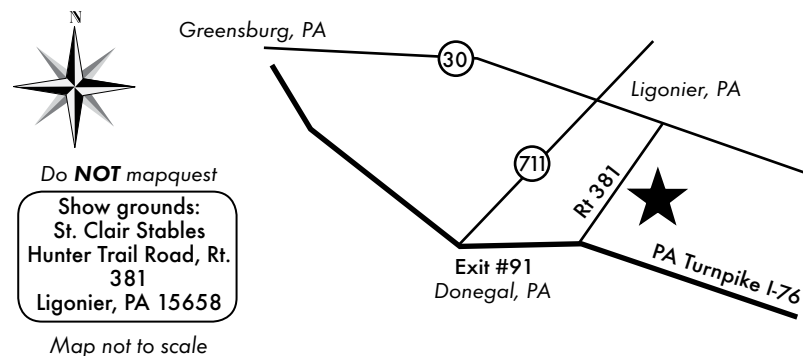 N
Greensburg, PA
30
Ligonier, PA
711
Do NOT mapquest
Rt 381
Show grounds:
St. Clair Stables
Hunter Trail Road, Rt.
381
Ligonier, PA 15658
Exit #91
Donegal, PA
PA Turnpike I-76
Map not to scale